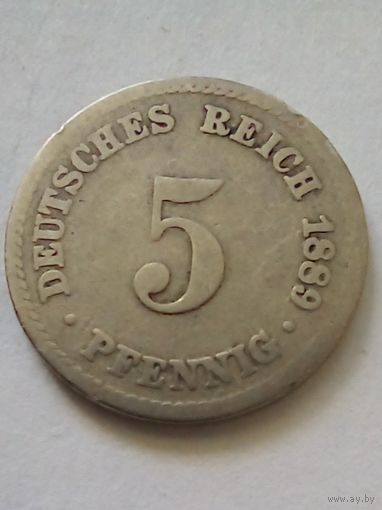 DEUTSCHES REICH 1889
5
· PFENNIG ·
www.ay.by